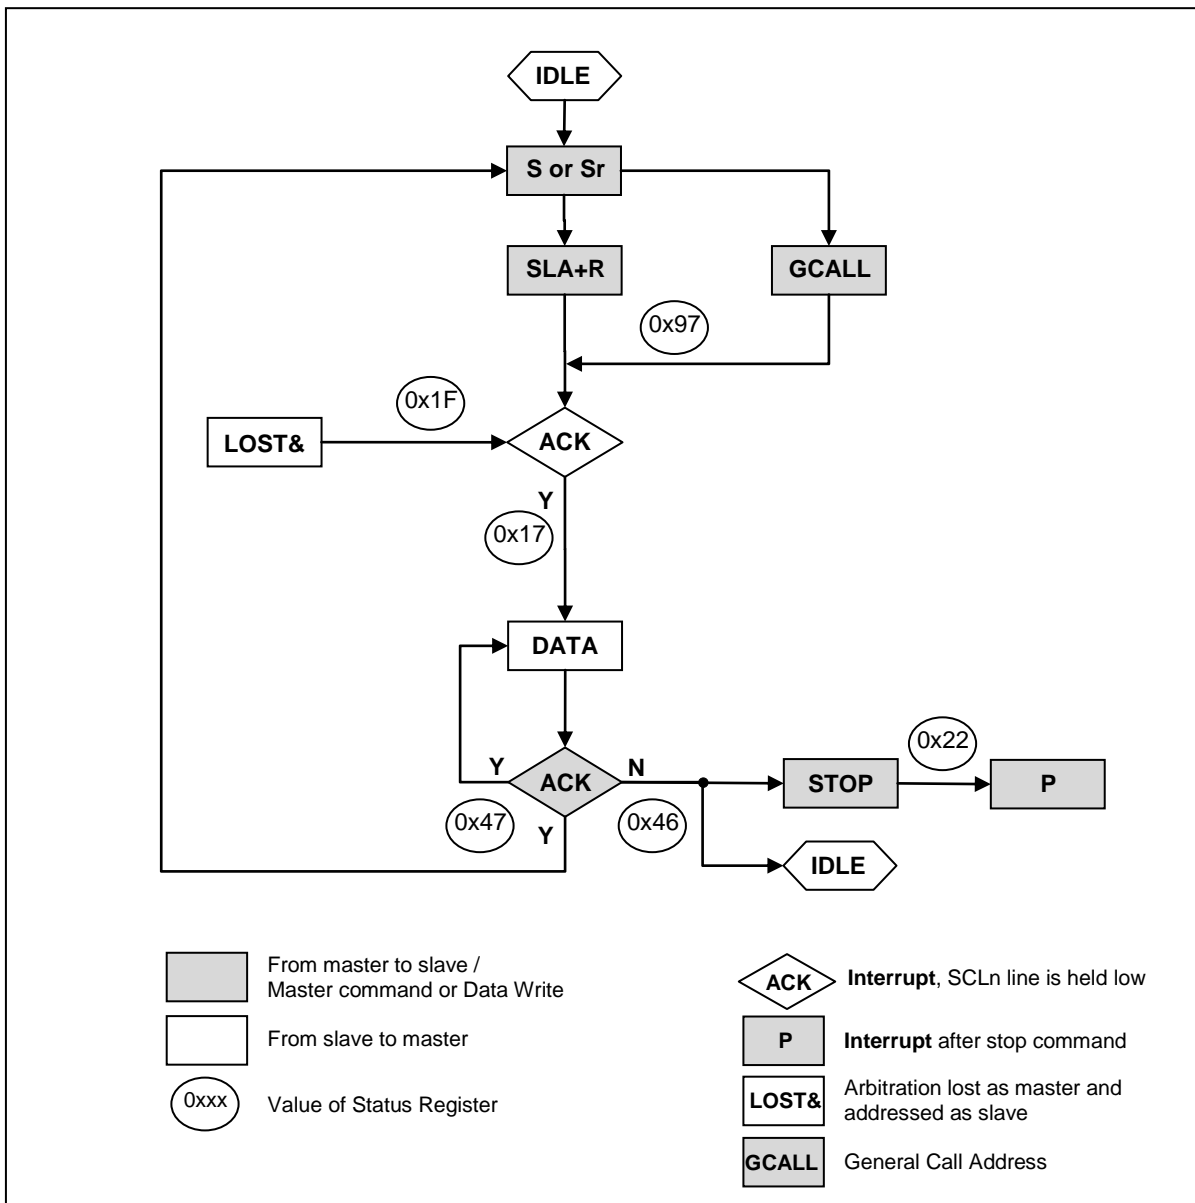 IDLE
S or Sr
SLA+R
GCALL
0x97
0x1F
LOST&
ACK
Y
0x17
DATA
Y
ACK
N
0x22
STOP
P
0x47
Y
0x46
IDLE
From master to slave /
Master command or Data Write
From slave to master
0xxx
Value of Status Register
ACK
Interrupt, SCLn line is held low
P
Interrupt after stop command
LOST&
Arbitration lost as master and
addressed as slave
GCALL
General Call Address